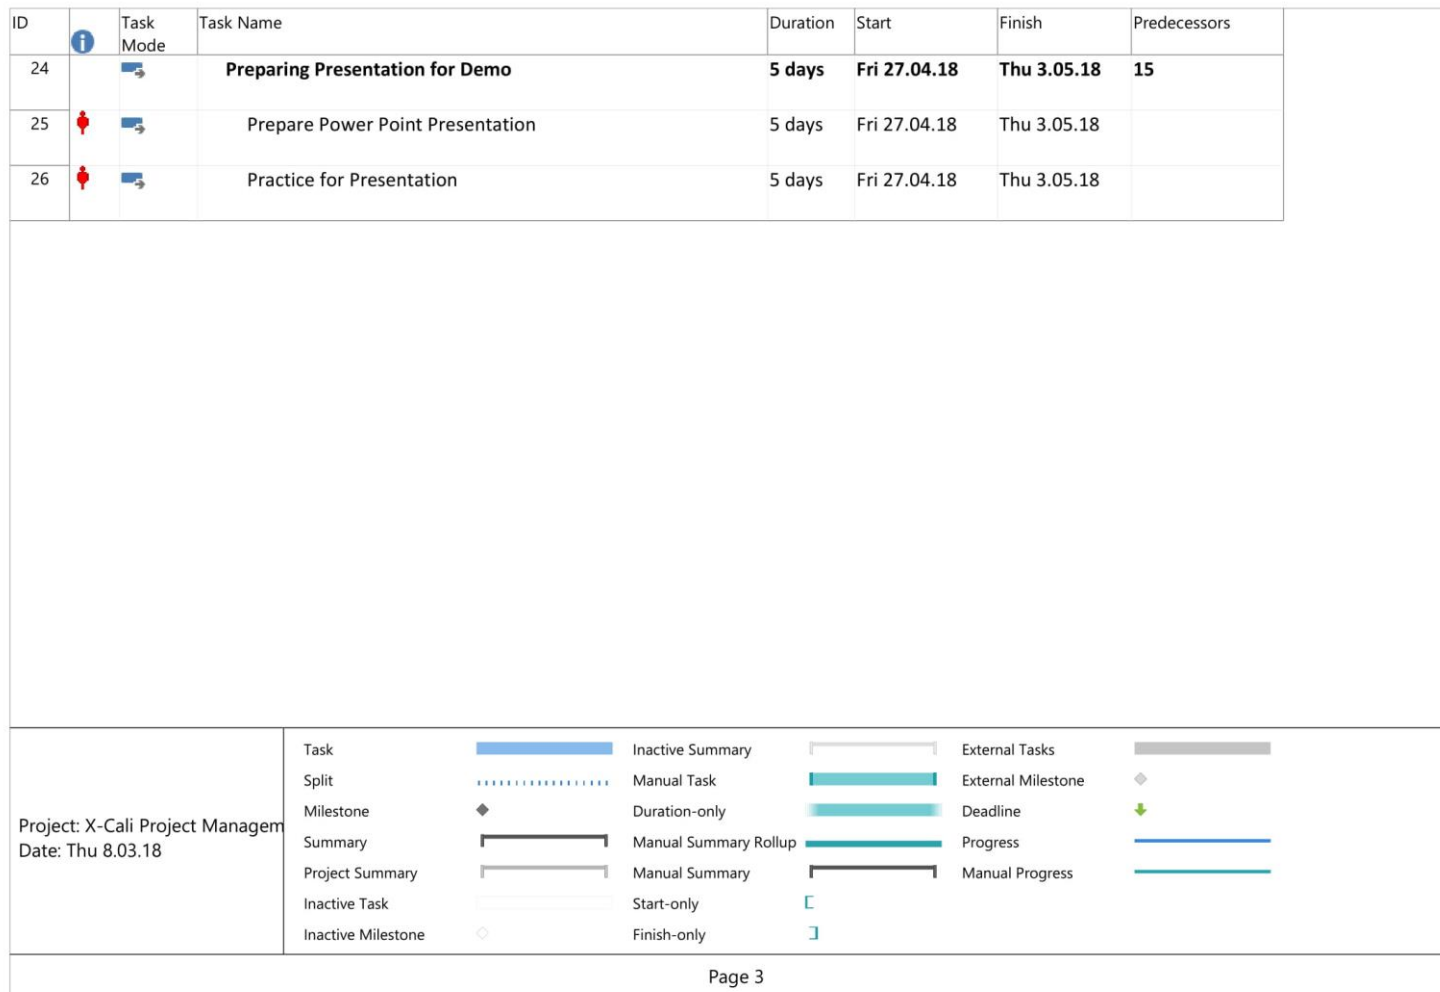 ID Task Mode Task Name Duration Start Finish Predecessors
24 Preparing Presentation for Demo 5 days Fri 27.04.18 Thu 3.05.18 15
25 Prepare Power Point Presentation 5 days Fri 27.04.18 Thu 3.05.18
26 Practice for Presentation 5 days Fri 27.04.18 Thu 3.05.18
Project: X-Cali Project Managem
Date: Thu 8.03.18
Task Inactive Summary External Tasks
Split Manual Task External Milestone
Milestone Duration-only Deadline
Summary Manual Summary Rollup Progress
Project Summary Manual Summary Manual Progress
Inactive Task Start-only
Inactive Milestone Finish-only
Page 3